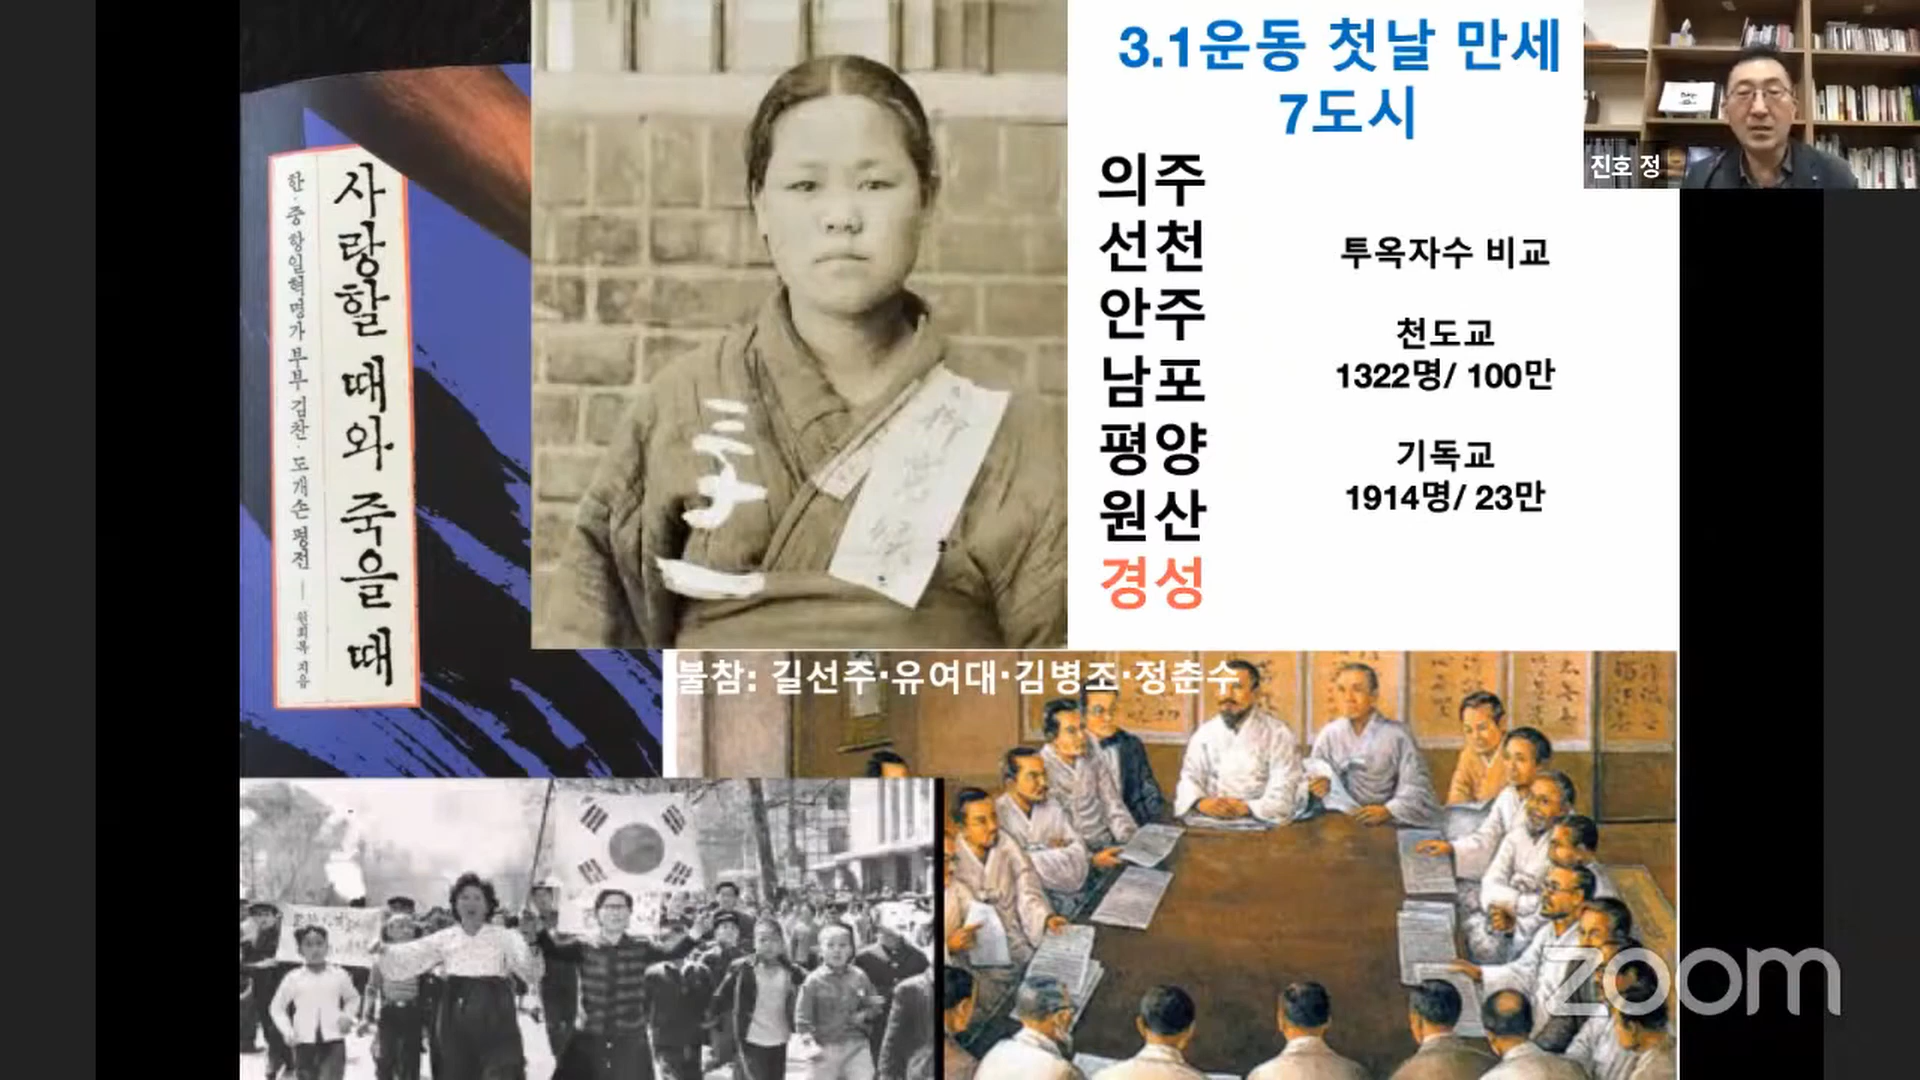 3.1운동 첫날 만세
7도시
의주
선천
안주
남포
평양
원산
경성
투옥자수 비교
천도교
1322명/ 100만
기독교
1914명/ 23만
진호 정
사랑할 때와 죽을 때
한·중 항일혁명가 부부 김찬·도개손 평전 — 원희복 지음
불참: 길선주·유여대·김병조·정춘수
zoom